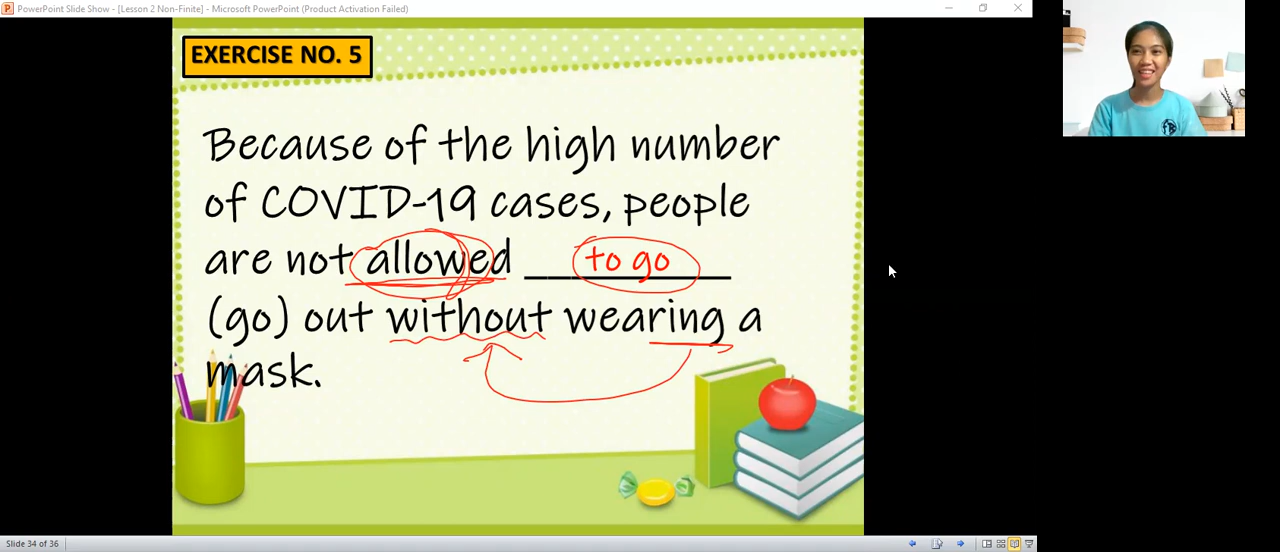 PowerPoint Slide Show - [Lesson 2 Non-Finite] - Microsoft PowerPoint (Product Activation Failed)
EXERCISE NO. 5
Because of the high number
of COVID-19 cases, people
are not allowed __________ to go
(go) out without wearing a
mask.
Slide 34 of 36